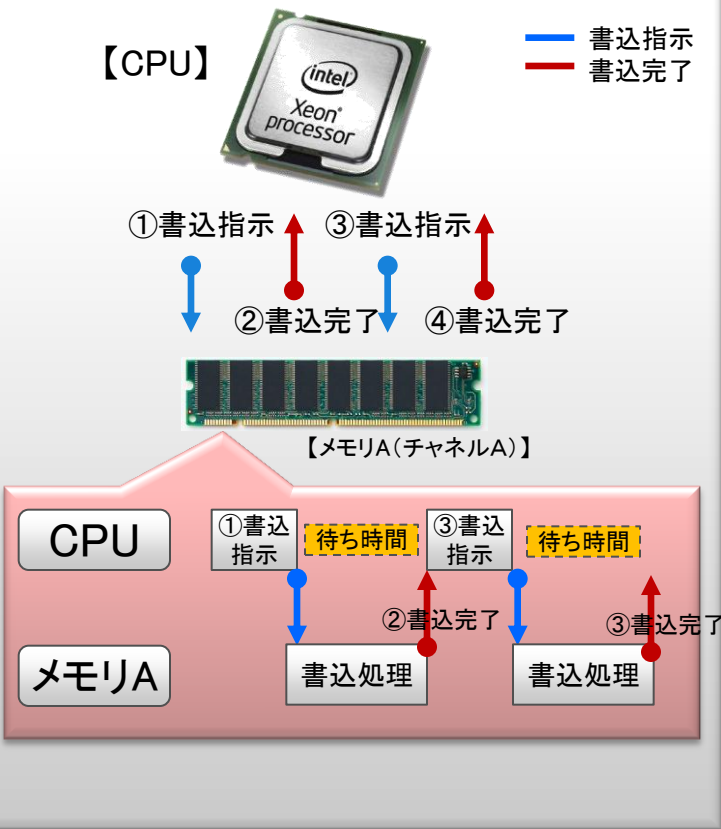 【CPU】
書込指示
書込完了
intel
Xeon®
processor
①書込指示
③書込指示
②書込完了
④書込完了
【メモリA(チャネルA)】
CPU
①書込
指示
待ち時間
③書込
指示
待ち時間
②書込完了
③書込完了
メモリA
書込処理
書込処理